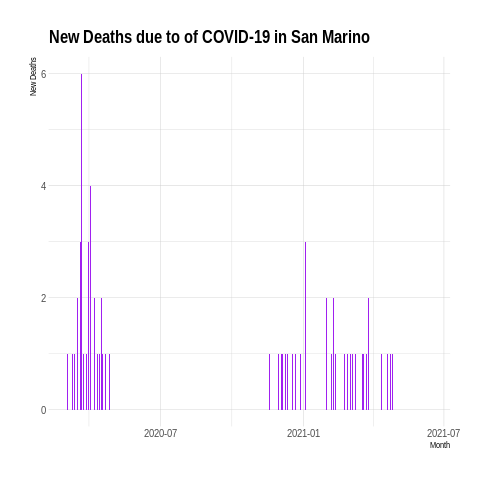 New Deaths due to of COVID-19 in San Marino
New Deaths
6
4
2
0
2020-07
2021-01
2021-07
Month